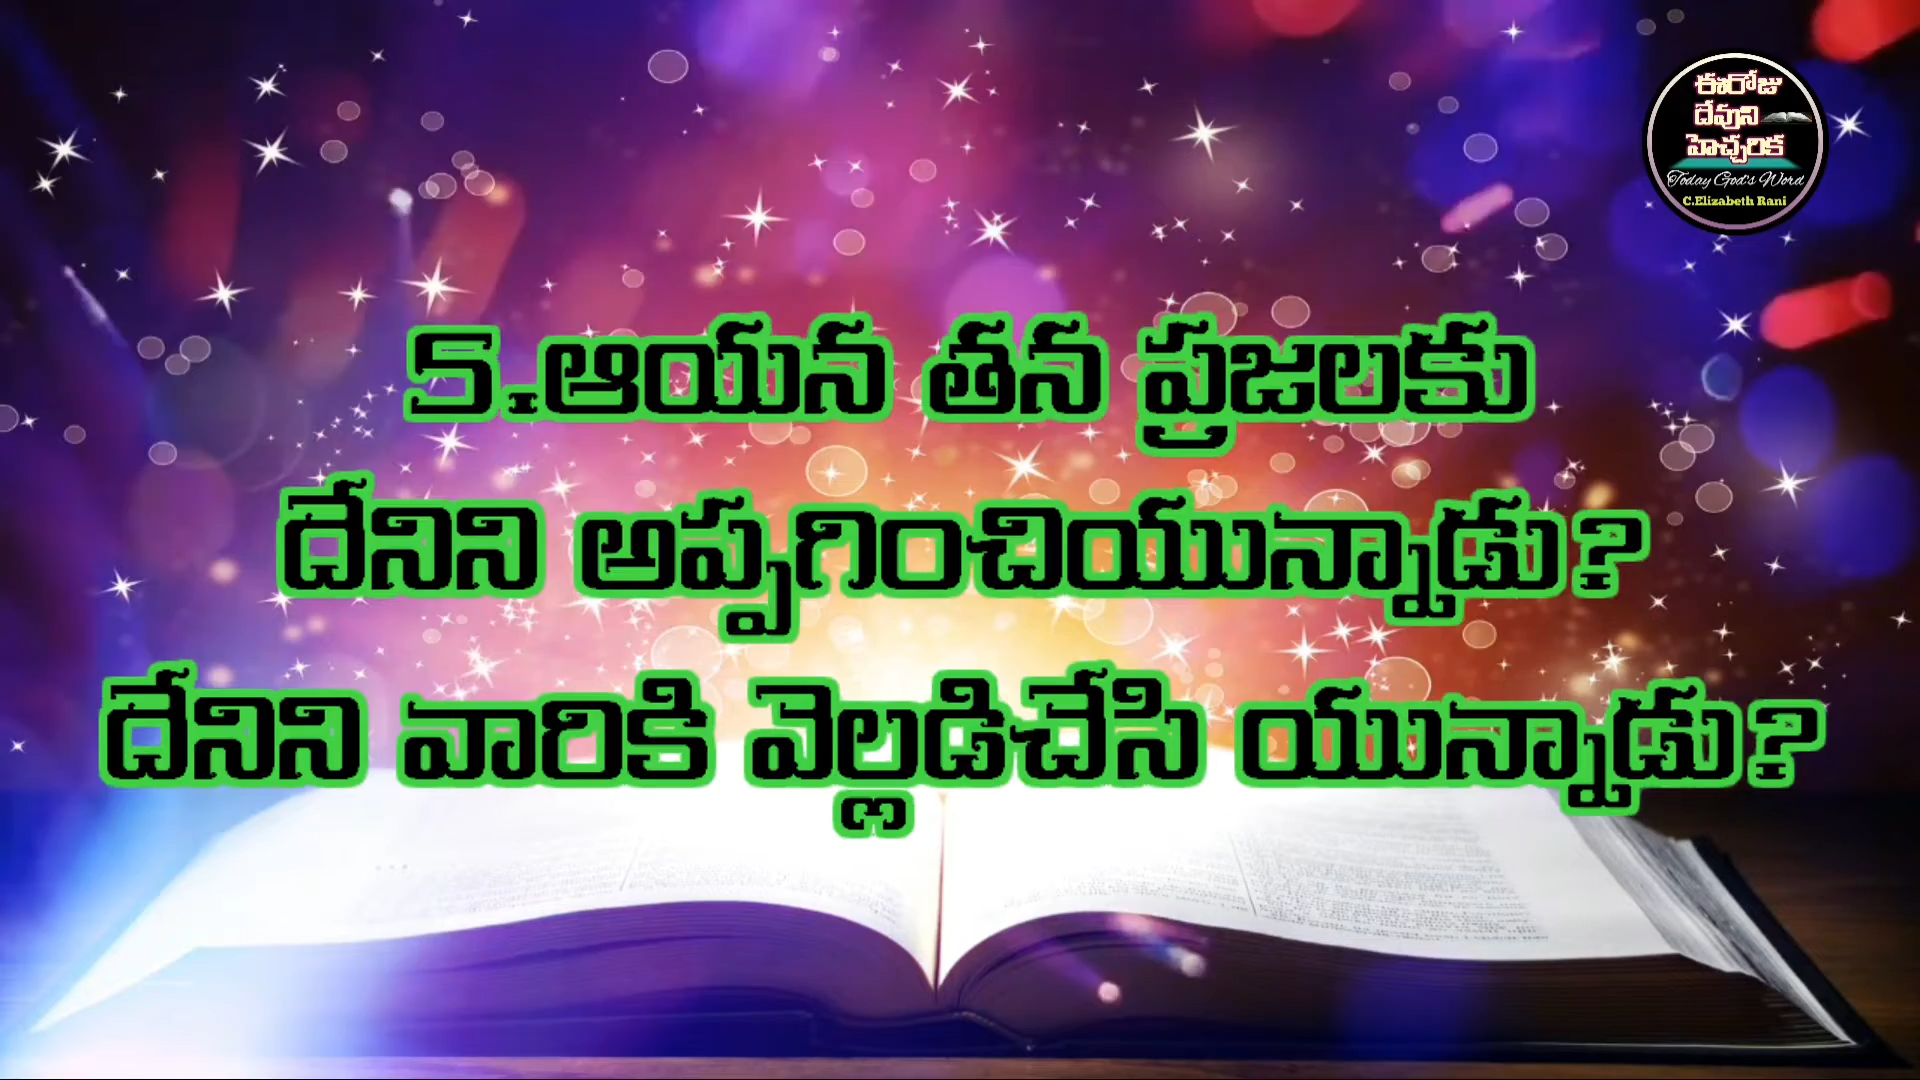 ఈరోజు
దేవుని
హెచ్చరిక
Today God's Word
C.Elizabeth Rani
5.ఆయన తన ప్రజలకు
దేనిని అప్పగించియున్నాడు?
దేనిని వారికి వెల్లడిచేసి యున్నాడు?